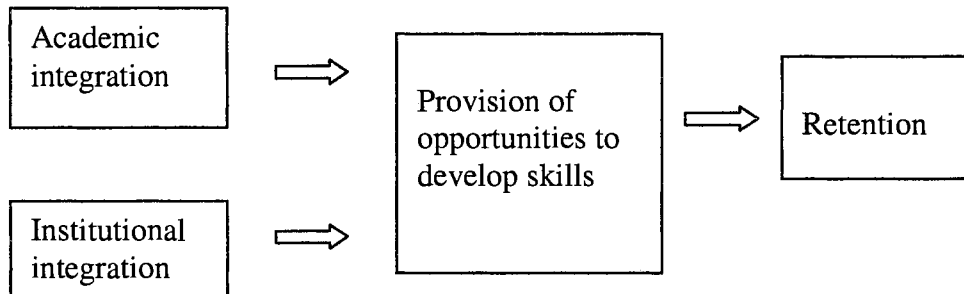 Academic
integration
Institutional
integration
Provision of
opportunities to
develop skills
Retention